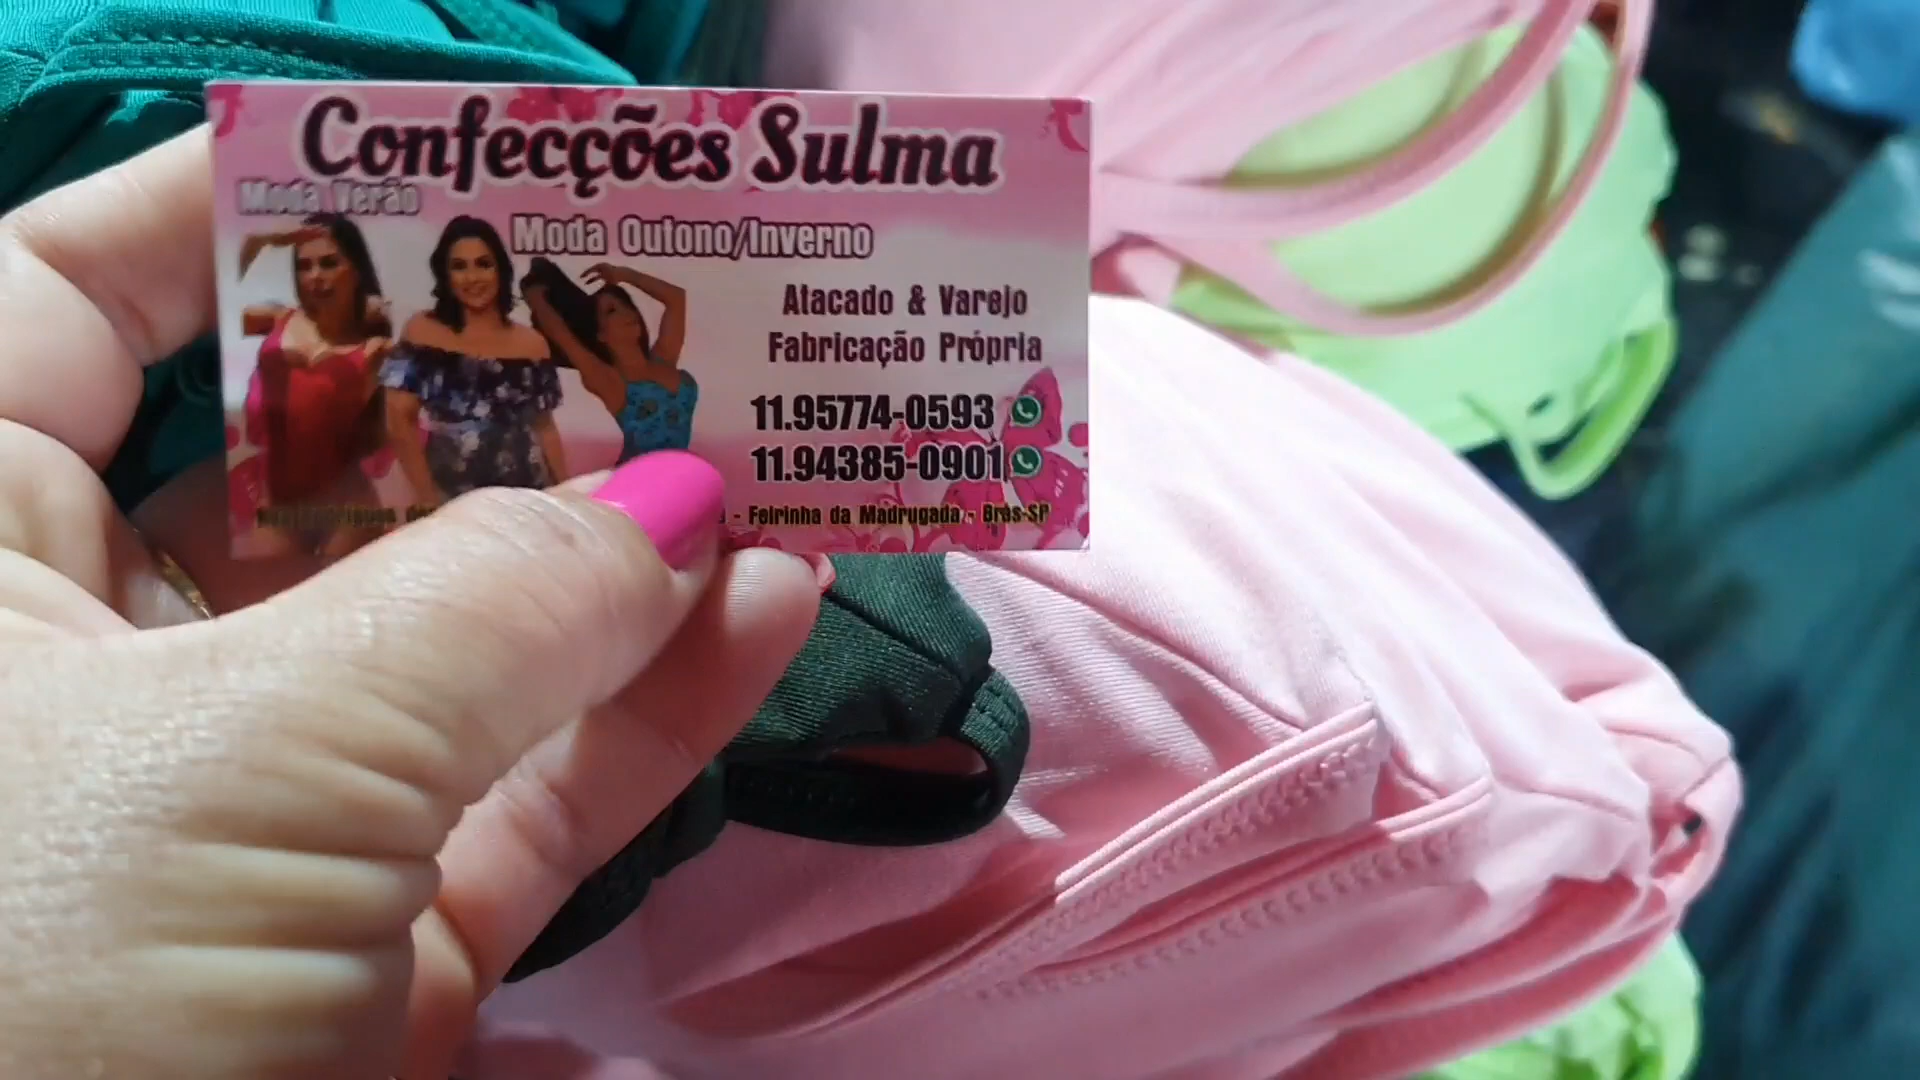 Confecções Sulma
Moda Verão
Moda Outono/Inverno
Atacado & Varejo
Fabricação Própria
11.95774-0593
11.94385-0901
- Feirinha da Madrugada - Brás-SP